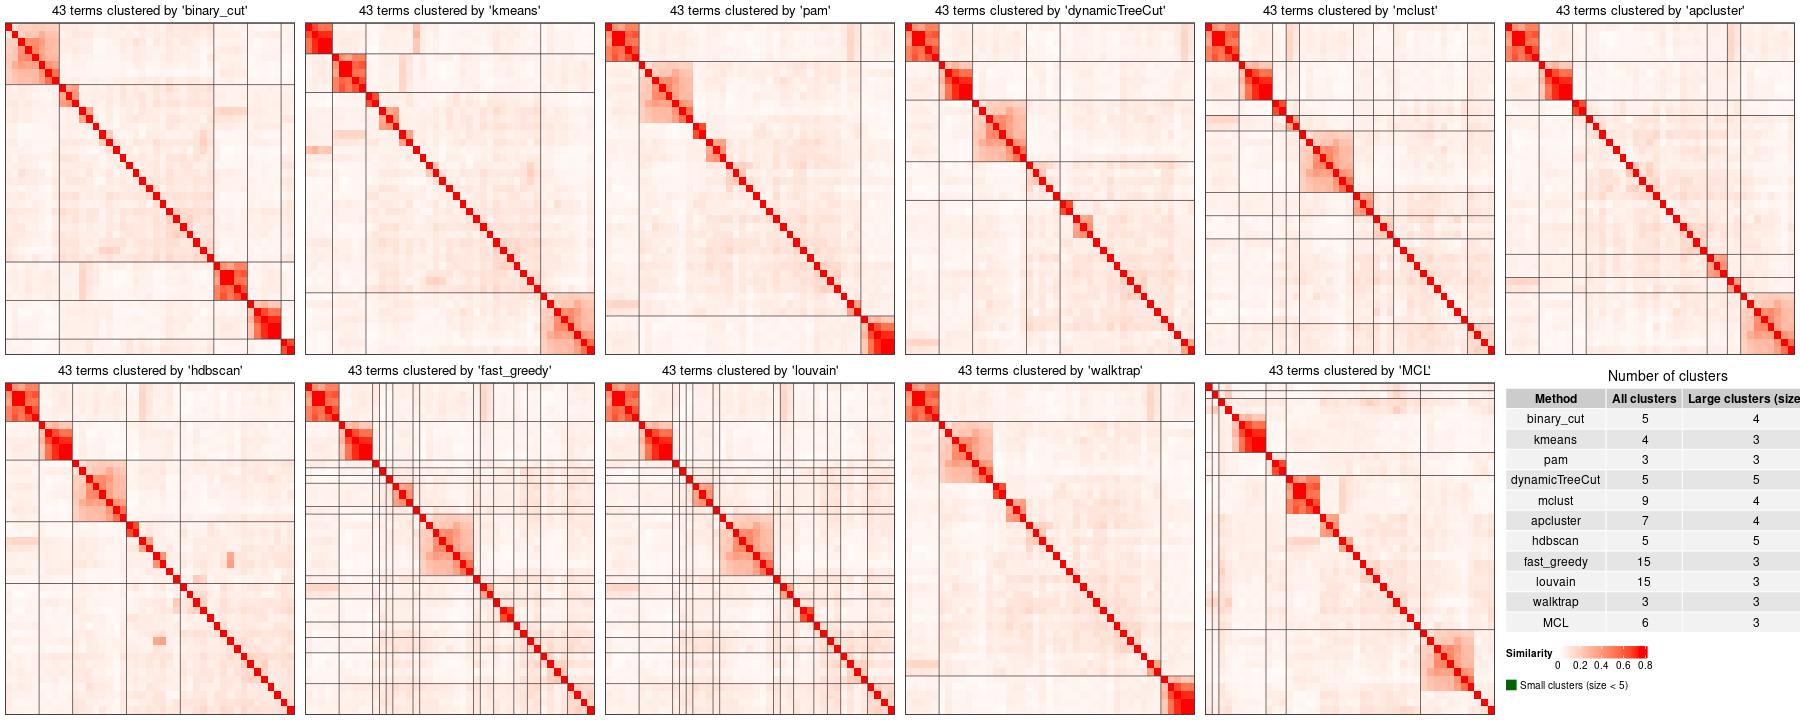 43 terms clustered by 'binary_cut'
43 terms clustered by 'kmeans'
43 terms clustered by 'pam'
43 terms clustered by 'dynamicTreeCut'
43 terms clustered by 'mclust'
43 terms clustered by 'apcluster'
43 terms clustered by 'hdbscan'
43 terms clustered by 'fast_greedy'
43 terms clustered by 'louvain'
43 terms clustered by 'walktrap'
43 terms clustered by 'MCL'
Number of clusters
Method All clusters Large clusters (size
binary_cut 5 4
kmeans 4 3
pam 3 3
dynamicTreeCut 5 5
mclust 9 4
apcluster 7 4
hdbscan 5 5
fast_greedy 15 3
louvain 15 3
walktrap 3 3
MCL 6 3
Similarity
0 0.2 0.4 0.6 0.8
Small clusters (size < 5)